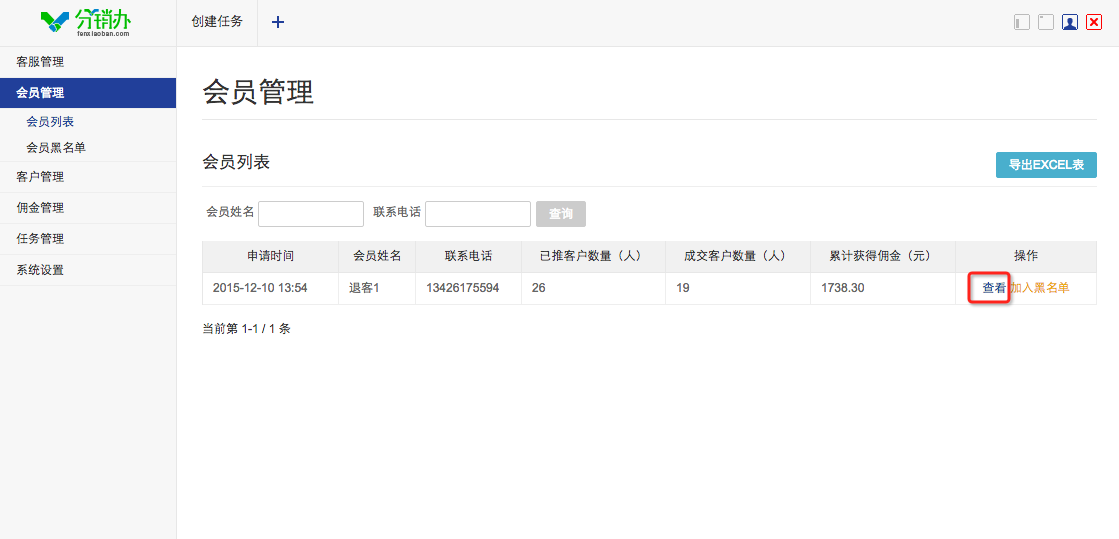 分销办
fenxiaoban.com
创建任务 +
客服管理
会员管理
会员列表
会员黑名单
客户管理
佣金管理
任务管理
系统设置
会员管理
会员列表
导出EXCEL表
会员姓名 联系电话 查询
申请时间 会员姓名 联系电话 已推客户数量（人） 成交客户数量（人） 累计获得佣金（元） 操作
2015-12-10 13:54 退客1 13426175594 26 19 1738.30 查看 加入黑名单
当前第 1-1 / 1 条